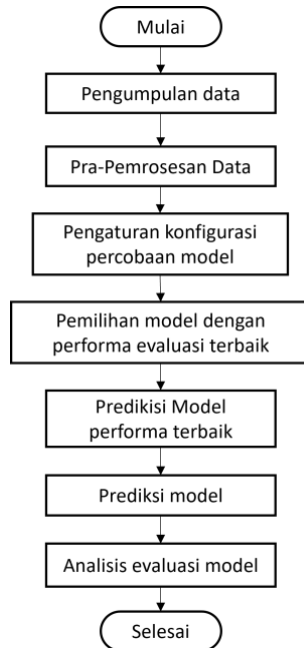 Mulai
Pengumpulan data
Pra-Pemrosesan Data
Pengaturan konfigurasi
percobaan model
Pemilihan model dengan
performa evaluasi terbaik
Predikisi Model
performa terbaik
Prediksi model
Analisis evaluasi model
Selesai